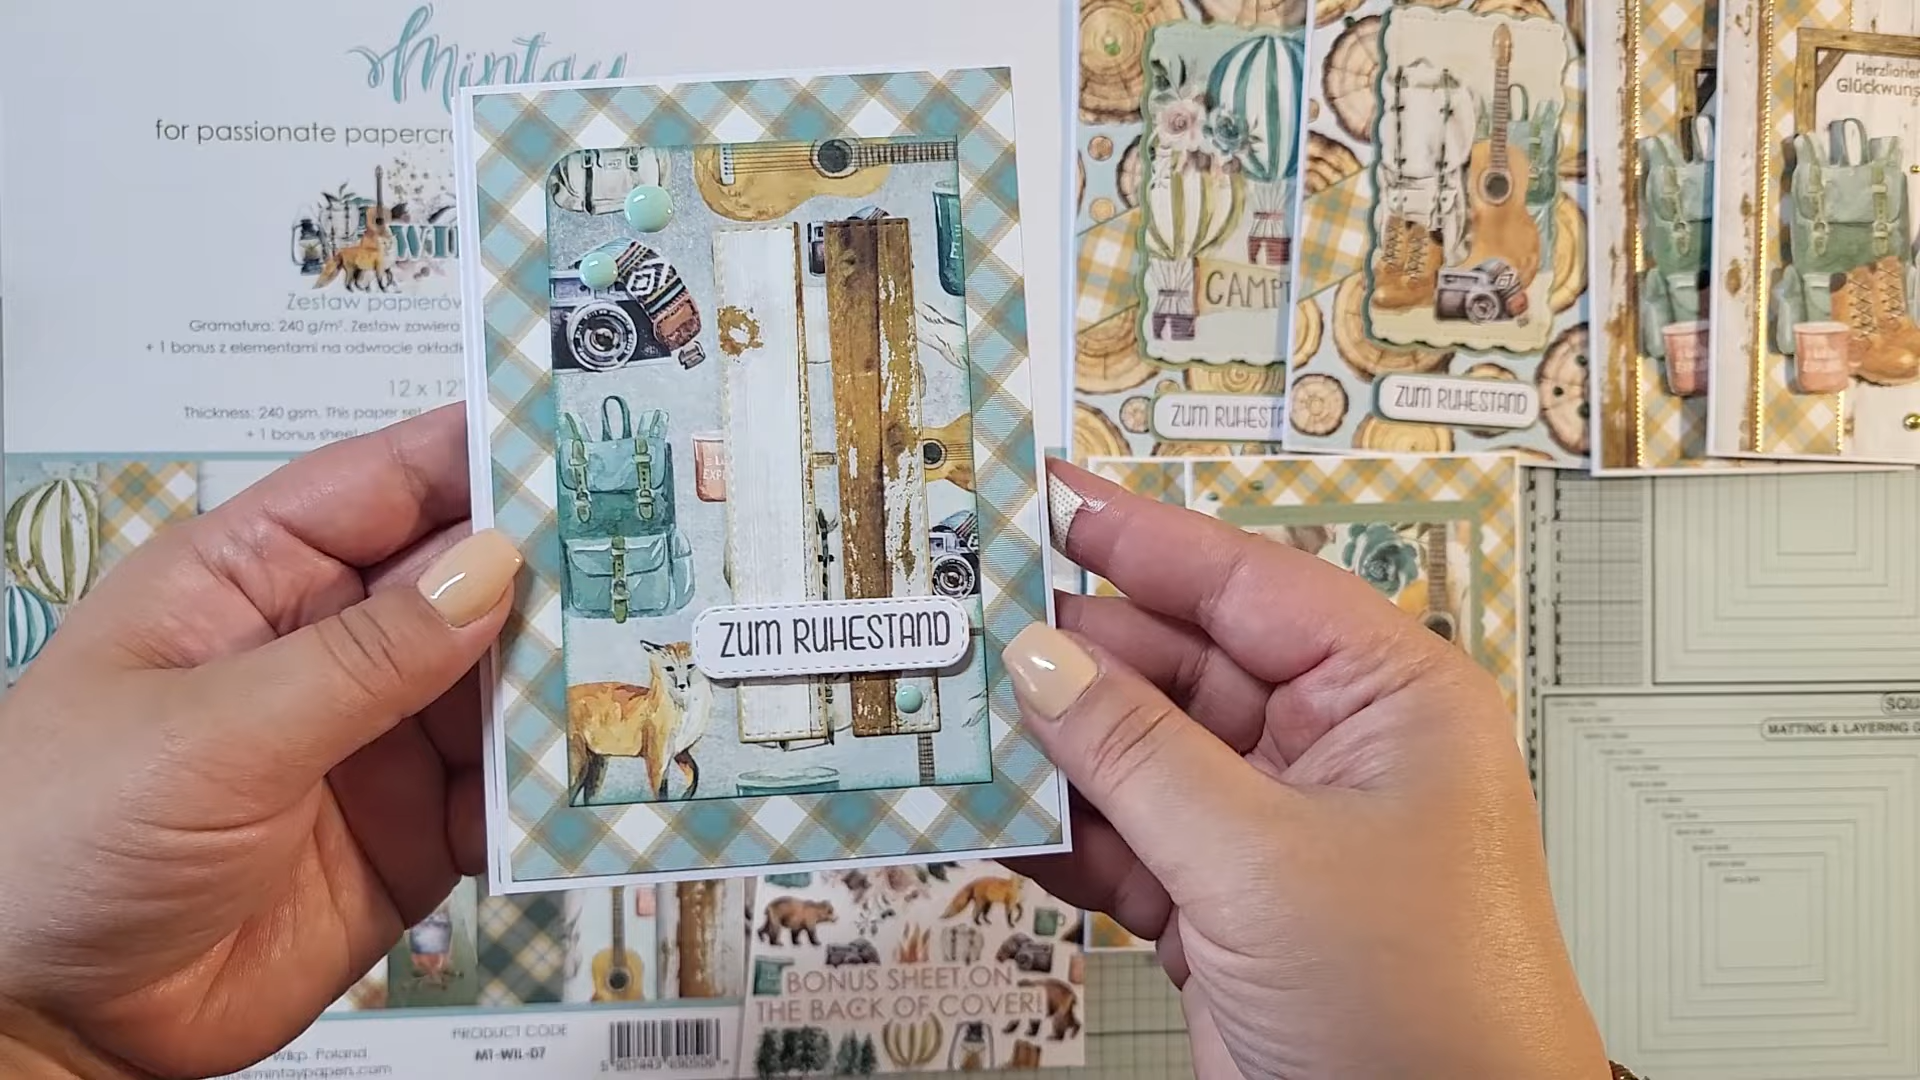 Mintay
for passionate papercr
Zestaw papierów
Gramatura: 240 g/m². Zestaw zawiera
+ 1 bonus z elementami na odwrocie okład
12 x 12"
Thickness: 240 gsm. This paper set
+ 1 bonus sheet
ZUM RUHESTAND
CAMP
ZUM RUHESTA
ZUM RUHESTAND
Herzlichen
Glückwuns
SQU
MATTING & LAYERING G
BONUS SHEET ON
THE BACK OF COVER!
PRODUCT CODE
MT-WIL-07
Wlkp. Poland
@mintaypapers.com